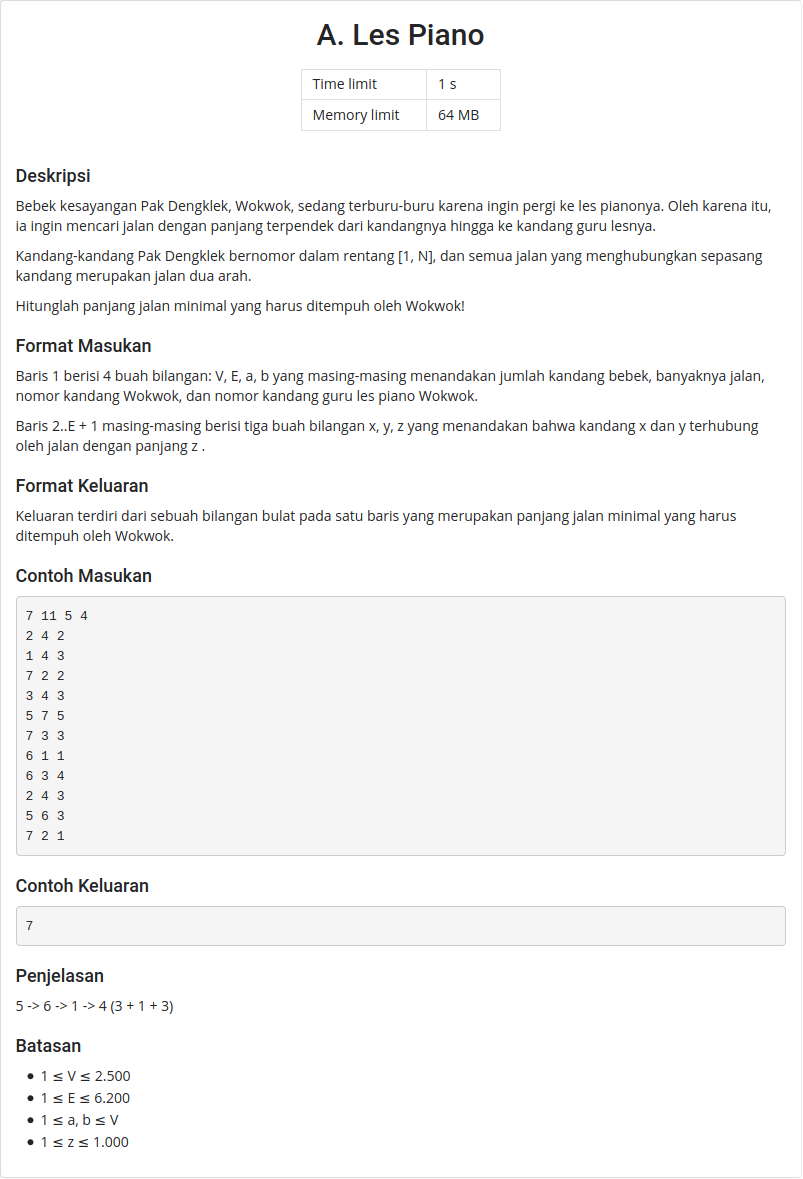 A. Les Piano
Time limit 1 s
Memory limit 64 MB
Deskripsi
Bebek kesayangan Pak Dengklek, Wokwok, sedang terburu-buru karena ingin pergi ke les pianonya. Oleh karena itu,
ia ingin mencari jalan dengan panjang terpendek dari kandangnya hingga ke kandang guru lesnya.
Kandang-kandang Pak Dengklek bernomor dalam rentang [1, N], dan semua jalan yang menghubungkan sepasang
kandang merupakan jalan dua arah.
Hitunglah panjang jalan minimal yang harus ditempuh oleh Wokwok!
Format Masukan
Baris 1 berisi 4 buah bilangan: V, E, a, b yang masing-masing menandakan jumlah kandang bebek, banyaknya jalan,
nomor kandang Wokwok, dan nomor kandang guru les piano Wokwok.
Baris 2..E + 1 masing-masing berisi tiga buah bilangan x, y, z yang menandakan bahwa kandang x dan y terhubung
oleh jalan dengan panjang z .
Format Keluaran
Keluaran terdiri dari sebuah bilangan bulat pada satu baris yang merupakan panjang jalan minimal yang harus
ditempuh oleh Wokwok.
Contoh Masukan
7 11 5 4
2 4 2
1 4 3
7 2 2
3 4 3
5 7 5
7 3 3
6 1 1
6 3 4
2 4 3
5 6 3
7 2 1
Contoh Keluaran
7
Penjelasan
5 -> 6 -> 1 -> 4 (3 + 1 + 3)
Batasan
• 1 ≤ V ≤ 2.500
• 1 ≤ E ≤ 6.200
• 1 ≤ a, b ≤ V
• 1 ≤ z ≤ 1.000